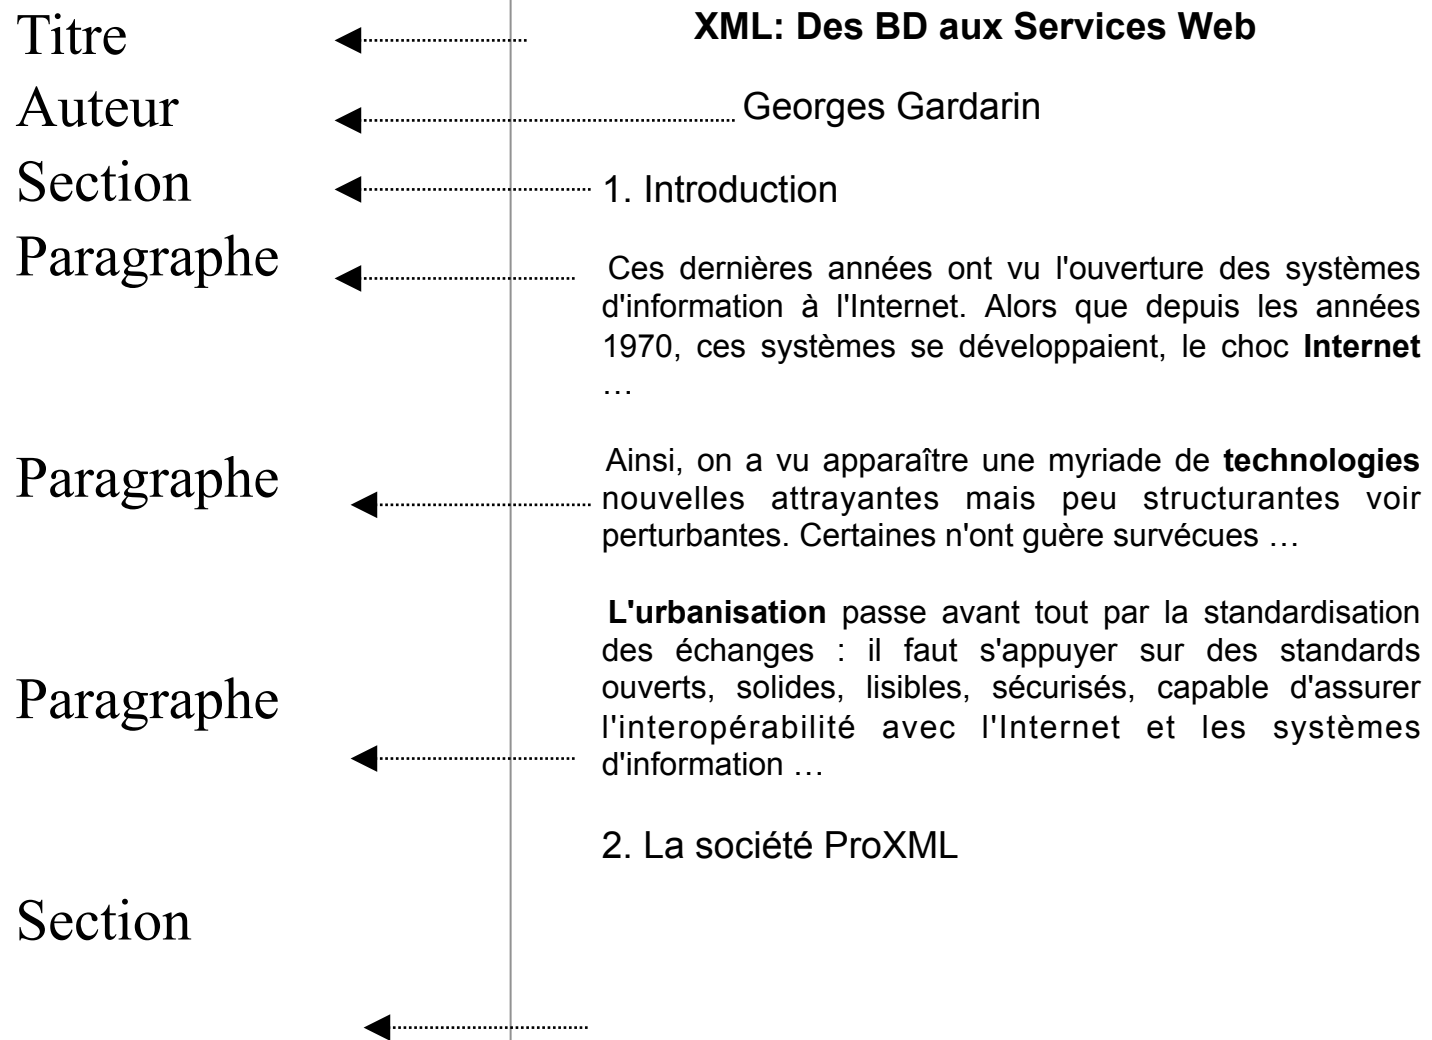 Titre
XML: Des BD aux Services Web
Auteur
Georges Gardarin
Section
1. Introduction
Paragraphe
Ces dernières années ont vu l'ouverture des systèmes
d'information à l'Internet. Alors que depuis les années
1970, ces systèmes se développaient, le choc Internet
…
Paragraphe
Ainsi, on a vu apparaître une myriade de technologies
nouvelles attrayantes mais peu structurantes voir
perturbantes. Certaines n'ont guère survécues …
Paragraphe
L'urbanisation passe avant tout par la standardisation
des échanges : il faut s'appuyer sur des standards
ouverts, solides, lisibles, sécurisés, capable d'assurer
l'interopérabilité avec l'Internet et les systèmes
d'information …
2. La société ProXML
Section